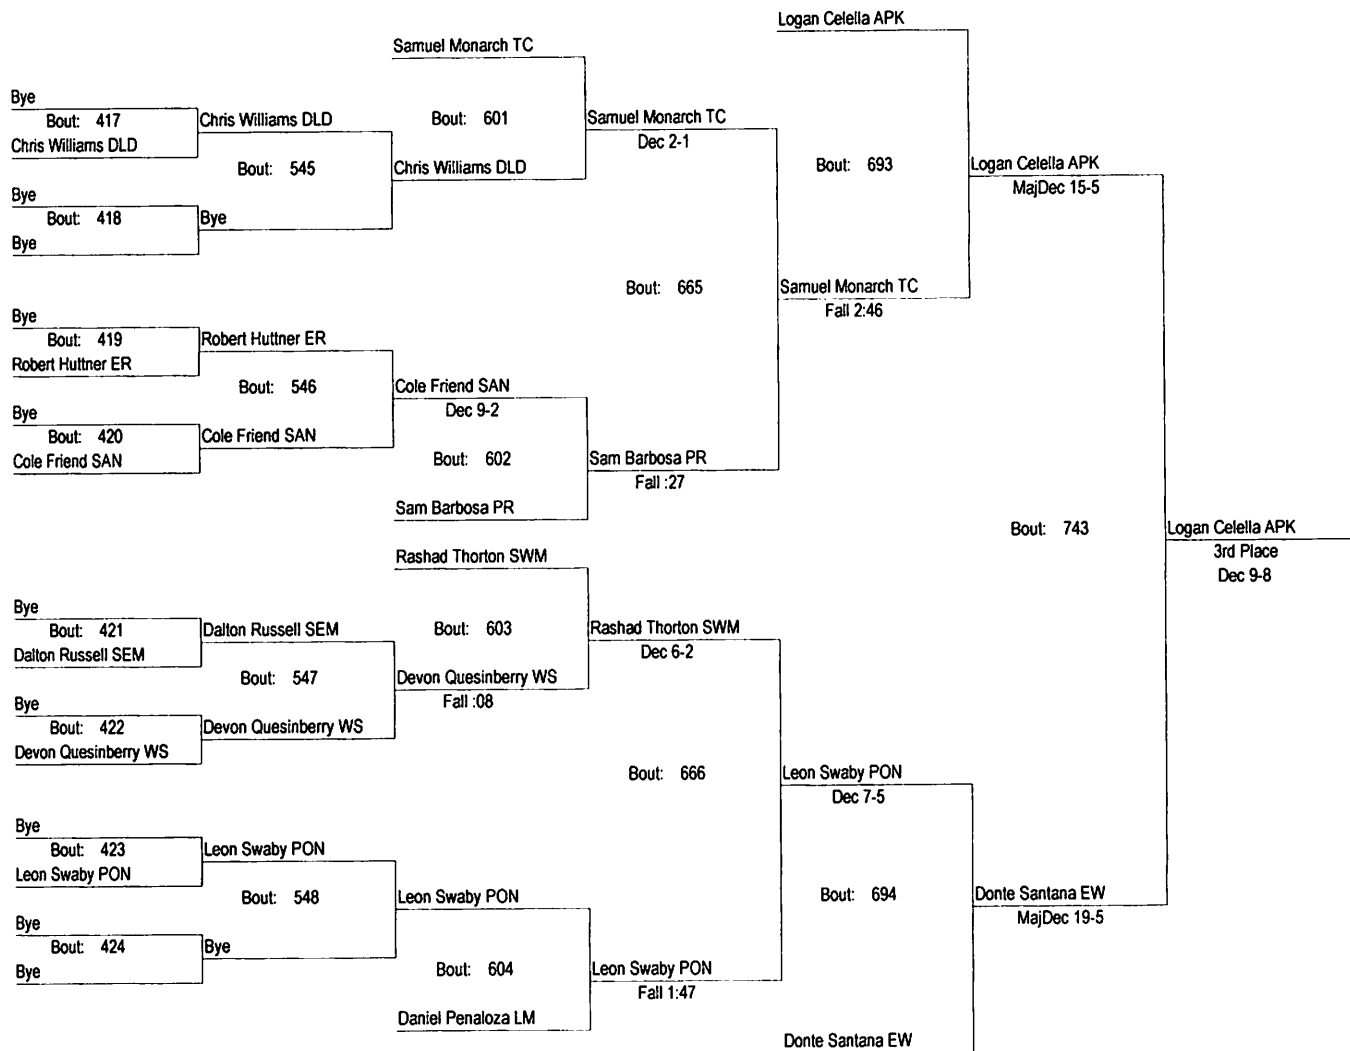 Logan Celella APK
Samuel Monarch TC
Bye
Bout: 417
Chris Williams DLD
Chris Williams DLD
Bout: 601
Samuel Monarch TC
Dec 2-1
Bout: 545
Chris Williams DLD
Bout: 693
Logan Celella APK
MajDec 15-5
Bye
Bout: 418
Bye
Bye
Bout: 665
Samuel Monarch TC
Fall 2:46
Bye
Bout: 419
Robert Huttner ER
Robert Huttner ER
Bout: 546
Cole Friend SAN
Dec 9-2
Bye
Bout: 420
Cole Friend SAN
Cole Friend SAN
Bout: 602
Sam Barbosa PR
Fall :27
Sam Barbosa PR
Bout: 743
Logan Celella APK
3rd Place
Dec 9-8
Rashad Thorton SWM
Bye
Bout: 421
Dalton Russell SEM
Dalton Russell SEM
Bout: 603
Rashad Thorton SWM
Dec 6-2
Bout: 547
Devon Quesinberry WS
Fall :08
Bye
Bout: 422
Devon Quesinberry WS
Devon Quesinberry WS
Bout: 666
Leon Swaby PON
Dec 7-5
Bye
Bout: 423
Leon Swaby PON
Leon Swaby PON
Bout: 548
Leon Swaby PON
Bout: 694
Donte Santana EW
MajDec 19-5
Bye
Bout: 424
Bye
Bye
Bout: 604
Leon Swaby PON
Fall 1:47
Daniel Penaloza LM
Donte Santana EW